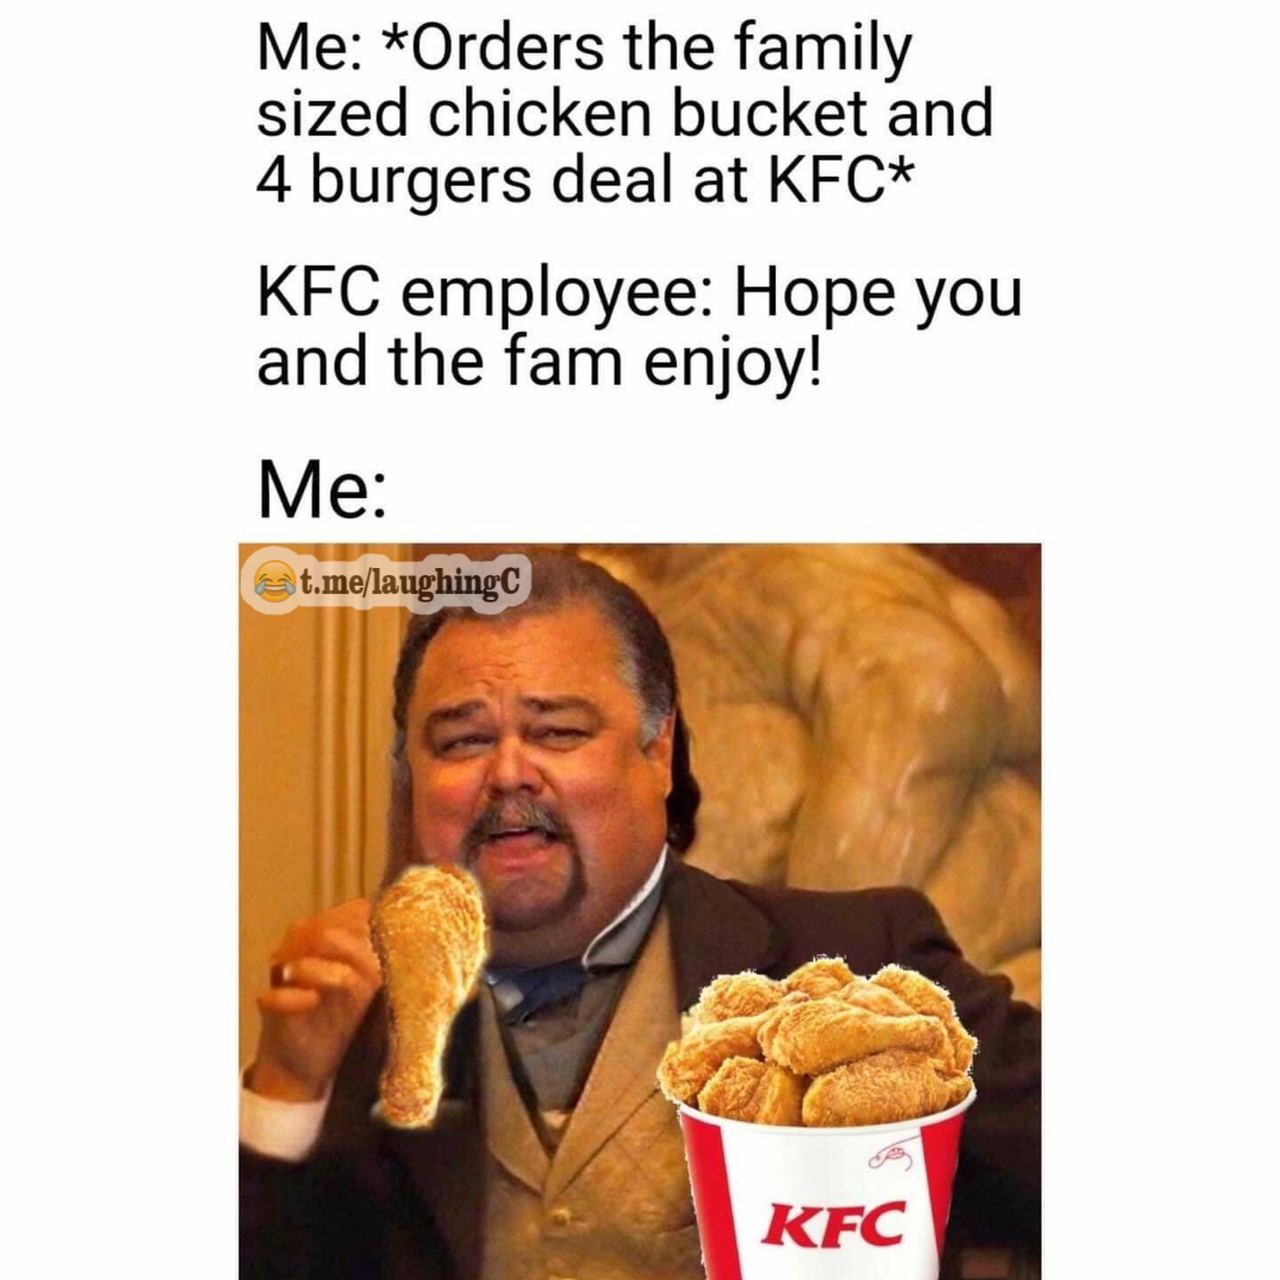 Me: *Orders the family
sized chicken bucket and
4 burgers deal at KFC*
KFC employee: Hope you
and the fam enjoy!
Me:
😂t.me/laughingC
KFC